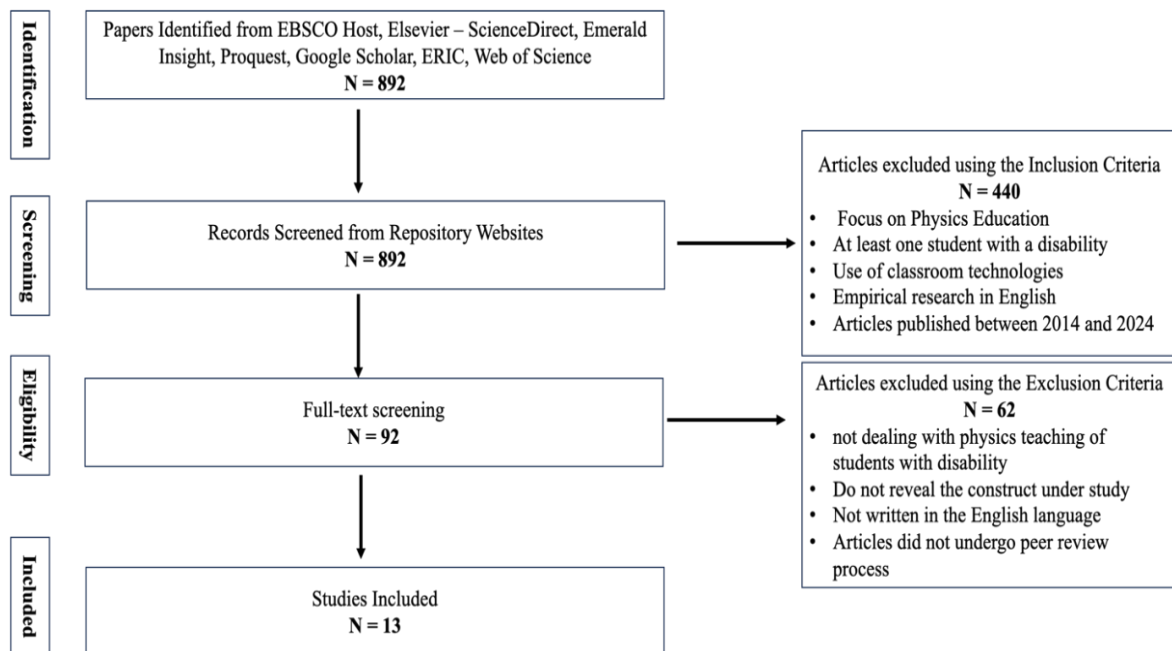 Identification
Papers Identified from EBSCO Host, Elsevier – ScienceDirect, Emerald
Insight, Proquest, Google Scholar, ERIC, Web of Science
N = 892
Screening
Records Screened from Repository Websites
N = 892
Articles excluded using the Inclusion Criteria
N = 440
• Focus on Physics Education
• At least one student with a disability
• Use of classroom technologies
• Empirical research in English
• Articles published between 2014 and 2024
Eligibility
Full-text screening
N = 92
Articles excluded using the Exclusion Criteria
N = 62
• not dealing with physics teaching of
students with disability
• Do not reveal the construct under study
• Not written in the English language
• Articles did not undergo peer review
process
Included
Studies Included
N = 13